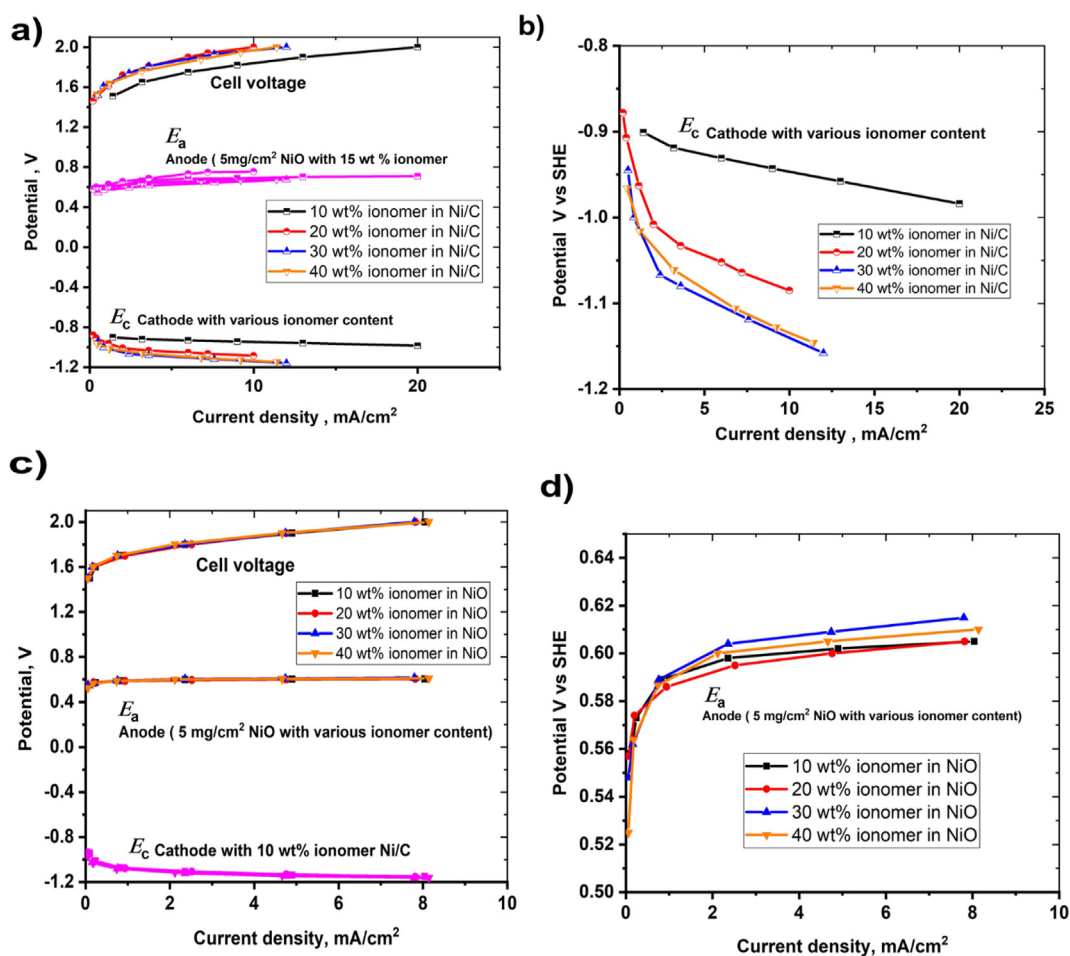 a)
Potential , V
2.0
1.6
1.2
0.8
0.4
0.0
-0.4
-0.8
-1.2
Cell voltage
Ea
Anode ( 5mg/cm2 NiO with 15 wt % ionomer
10 wt% ionomer in Ni/C
20 wt% ionomer in Ni/C
30 wt% ionomer in Ni/C
40 wt% ionomer in Ni/C
Ec Cathode with various ionomer content
0 10 20
Current density , mA/cm2
b)
Potential V vs SHE
-0.8
-0.9
-1.0
-1.1
-1.2
Ec Cathode with various ionomer content
10 wt% ionomer in Ni/C
20 wt% ionomer in Ni/C
30 wt% ionomer in Ni/C
40 wt% ionomer in Ni/C
0 5 10 15 20 25
Current density , mA/cm2
c)
Potential, V
2.0
1.6
1.2
0.8
0.4
0.0
-0.4
-0.8
-1.2
Cell voltage
10 wt% ionomer in NiO
20 wt% ionomer in NiO
30 wt% ionomer in NiO
40 wt% ionomer in NiO
Ea
Anode ( 5 mg/cm2 NiO with various ionomer content)
Ec Cathode with 10 wt% ionomer Ni/C
0 2 4 6 8 10
Current density, mA/cm2
d)
Potential V vs SHE
0.64
0.62
0.60
0.58
0.56
0.54
0.52
0.50
Ea
Anode ( 5 mg/cm2 NiO with various ionomer content)
10 wt% ionomer in NiO
20 wt% ionomer in NiO
30 wt% ionomer in NiO
40 wt% ionomer in NiO
0 2 4 6 8 10
Current density, mA/cm2